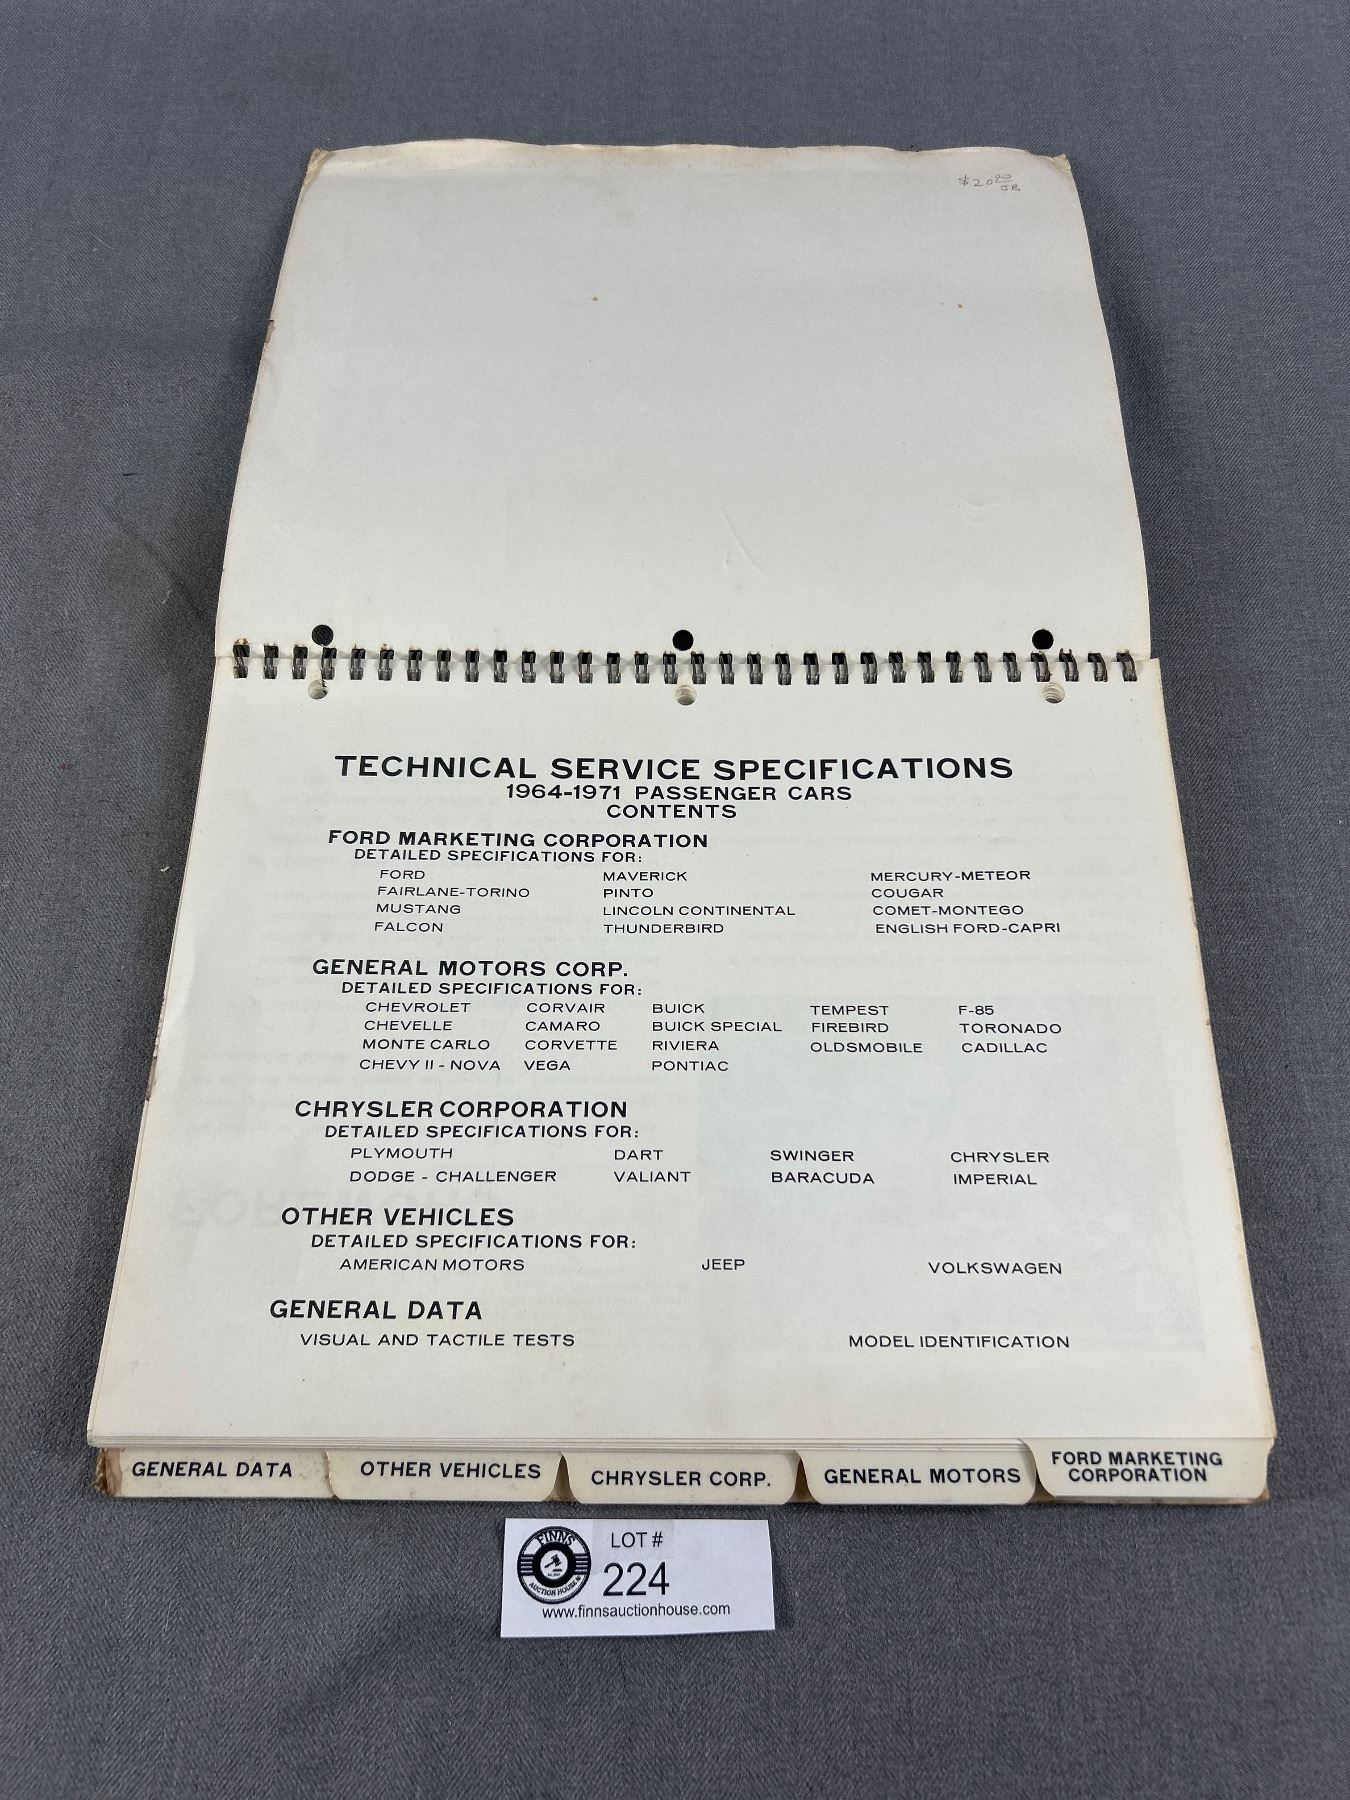 $20.00
JB
TECHNICAL SERVICE SPECIFICATIONS
1964-1971 PASSENGER CARS
CONTENTS
FORD MARKETING CORPORATION
DETAILED SPECIFICATIONS FOR:
FORD MAVERICK MERCURY-METEOR
FAIRLANE-TORINO PINTO COUGAR
MUSTANG LINCOLN CONTINENTAL COMET-MONTEGO
FALCON THUNDERBIRD ENGLISH FORD-CAPRI
GENERAL MOTORS CORP.
DETAILED SPECIFICATIONS FOR:
CHEVROLET CORVAIR BUICK TEMPEST F-85
CHEVELLE CAMARO BUICK SPECIAL FIREBIRD TORONADO
MONTE CARLO CORVETTE RIVIERA OLDSMOBILE CADILLAC
CHEVY II - NOVA VEGA PONTIAC
CHRYSLER CORPORATION
DETAILED SPECIFICATIONS FOR:
PLYMOUTH DART SWINGER CHRYSLER
DODGE - CHALLENGER VALIANT BARACUDA IMPERIAL
OTHER VEHICLES
DETAILED SPECIFICATIONS FOR:
AMERICAN MOTORS JEEP VOLKSWAGEN
GENERAL DATA
VISUAL AND TACTILE TESTS MODEL IDENTIFICATION
GENERAL DATA OTHER VEHICLES CHRYSLER CORP. GENERAL MOTORS FORD MARKETING
CORPORATION
FINNS
AUCTION HOUSE
LOT #
224
www.finnsauctionhouse.com